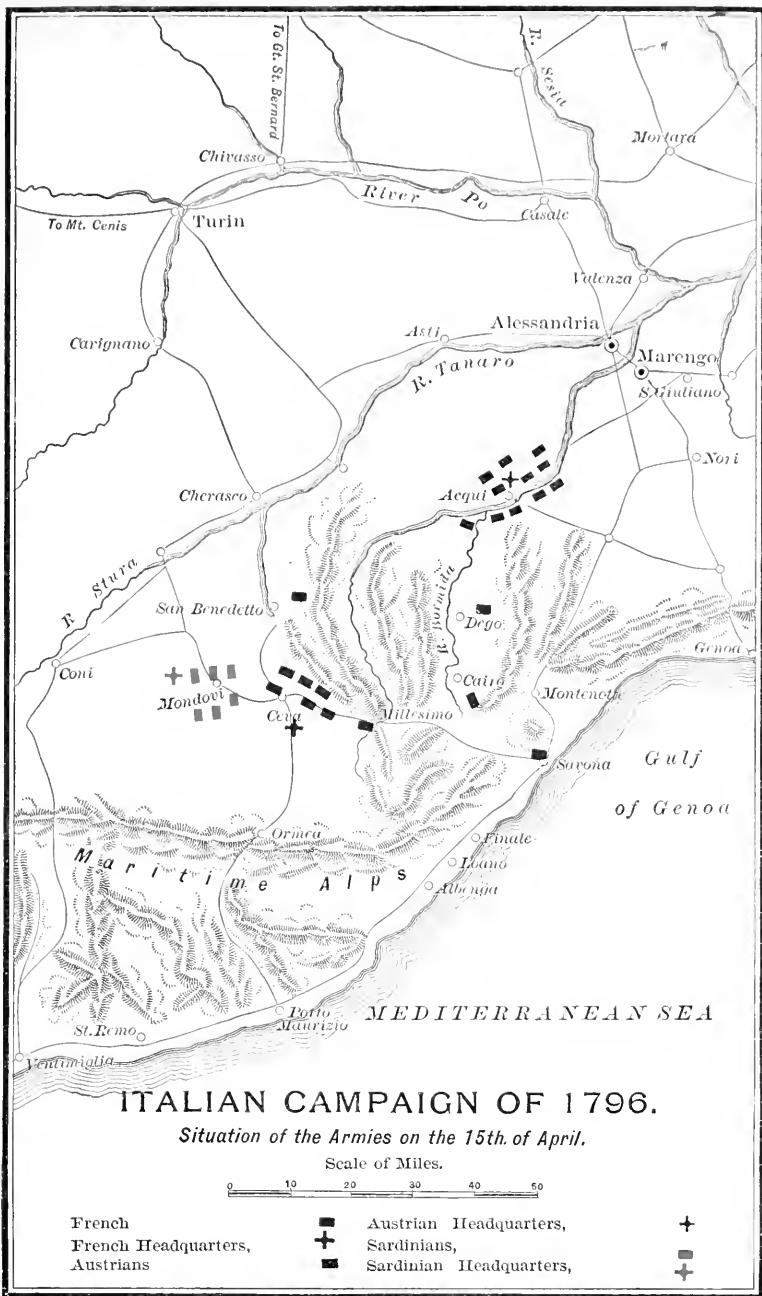 To Gt. St. Bernard
R. Sesia
Mortara
Chivasso
River Po
Casale
To Mt. Cenis
Turin
Valenza
Alessandria
Carignano
Asti
R. Tanaro
Marengo
S. Giuliano
Novi
Cherasco
Acqui
R Stura
R. Bormida
San Benedetto
Dego
Genoa
Coni
Cairo
Mondovi
Montenotte
Ceva
Millesimo
Savona
Gulf
of Genoa
Ormea
Finale
Maritime Alps
Loano
Albenga
Porto
Maurizio
MEDITERRANEAN SEA
St. Remo
Ventimiglia
ITALIAN CAMPAIGN OF 1796.
Situation of the Armies on the 15th. of April.
Scale of Miles.
0 10 20 30 40 50
French
Austrian Headquarters,
French Headquarters,
Sardinians,
Austrians
Sardinian Headquarters,